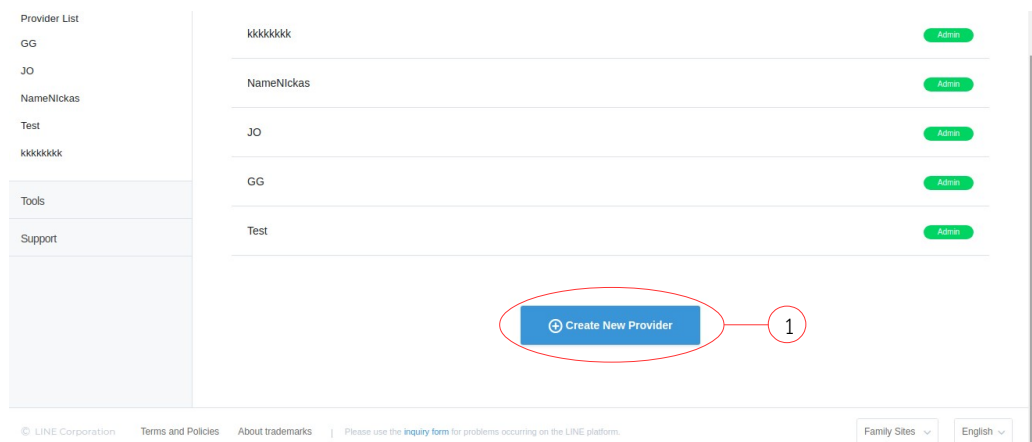 Provider List
GG
JO
NameNIckas
Test
kkkkkkkk
Tools
Support
kkkkkkkk Admin
NameNIckas Admin
JO Admin
GG Admin
Test Admin
Create New Provider
1
© LINE Corporation Terms and Policies About trademarks | Please use the inquiry form for problems occurring on the LINE platform. Family Sites English